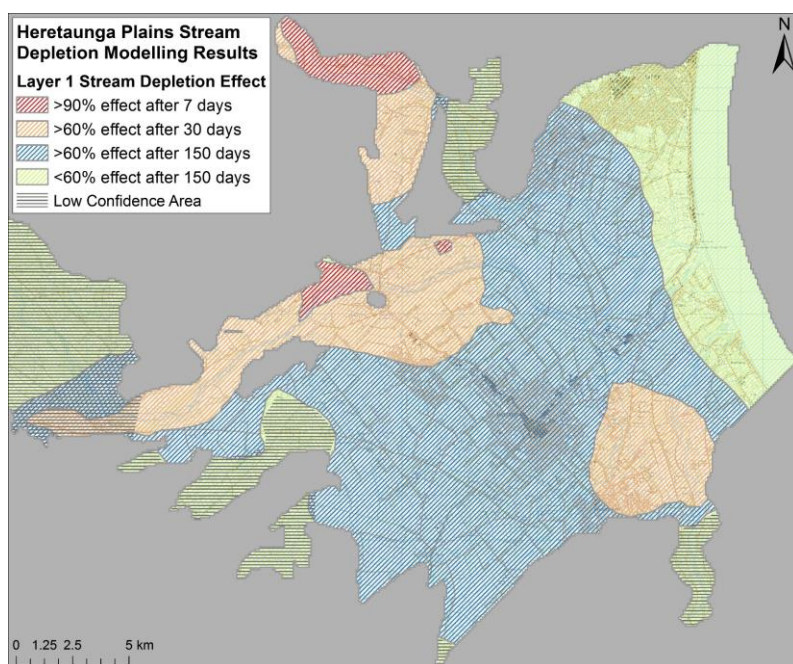 Heretaunga Plains Stream
Depletion Modelling Results
Layer 1 Stream Depletion Effect
>90% effect after 7 days
>60% effect after 30 days
>60% effect after 150 days
<60% effect after 150 days
Low Confidence Area
N
0 1.25 2.5 5 km